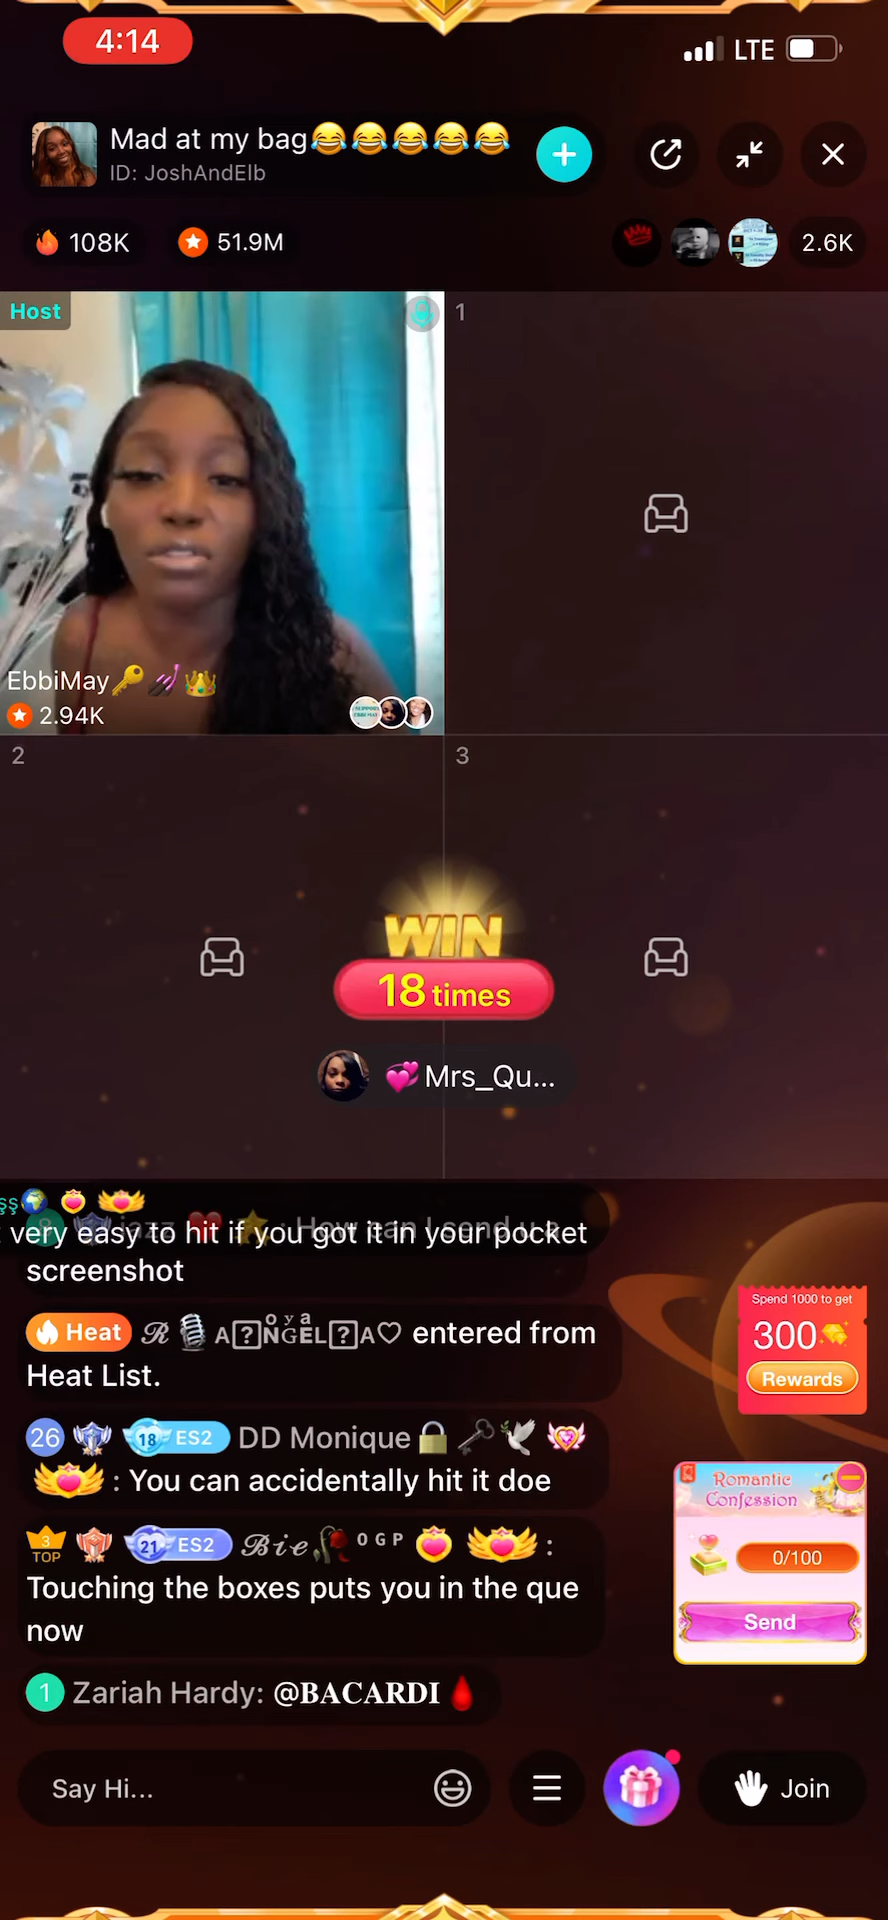 4:14
LTE
Mad at my bag😂😂😂😂😂
ID: JoshAndElb
108K
51.9M
2.6K
Host
1
EbbiMay🔑💅👑
2.94K
2
3
WIN
18 times
💞Mrs_Qu...
very easy to hit if you got it in your pocket
screenshot
Heat ℛ 🎙 entered from
Heat List.
26 18 ES2 DD Monique🔒🗝🕊
: You can accidentally hit it doe
3 TOP 21 ES2 ℬ𝒾ℯ🥀 ᴼ ᴳ ᴾ :
Touching the boxes puts you in the que
now
1 Zariah Hardy: @𝐁𝐀𝐂𝐀𝐑𝐃𝐈🩸
Spend 1000 to get
300
Rewards
Romantic
Confession
0/100
Send
Say Hi...
Join